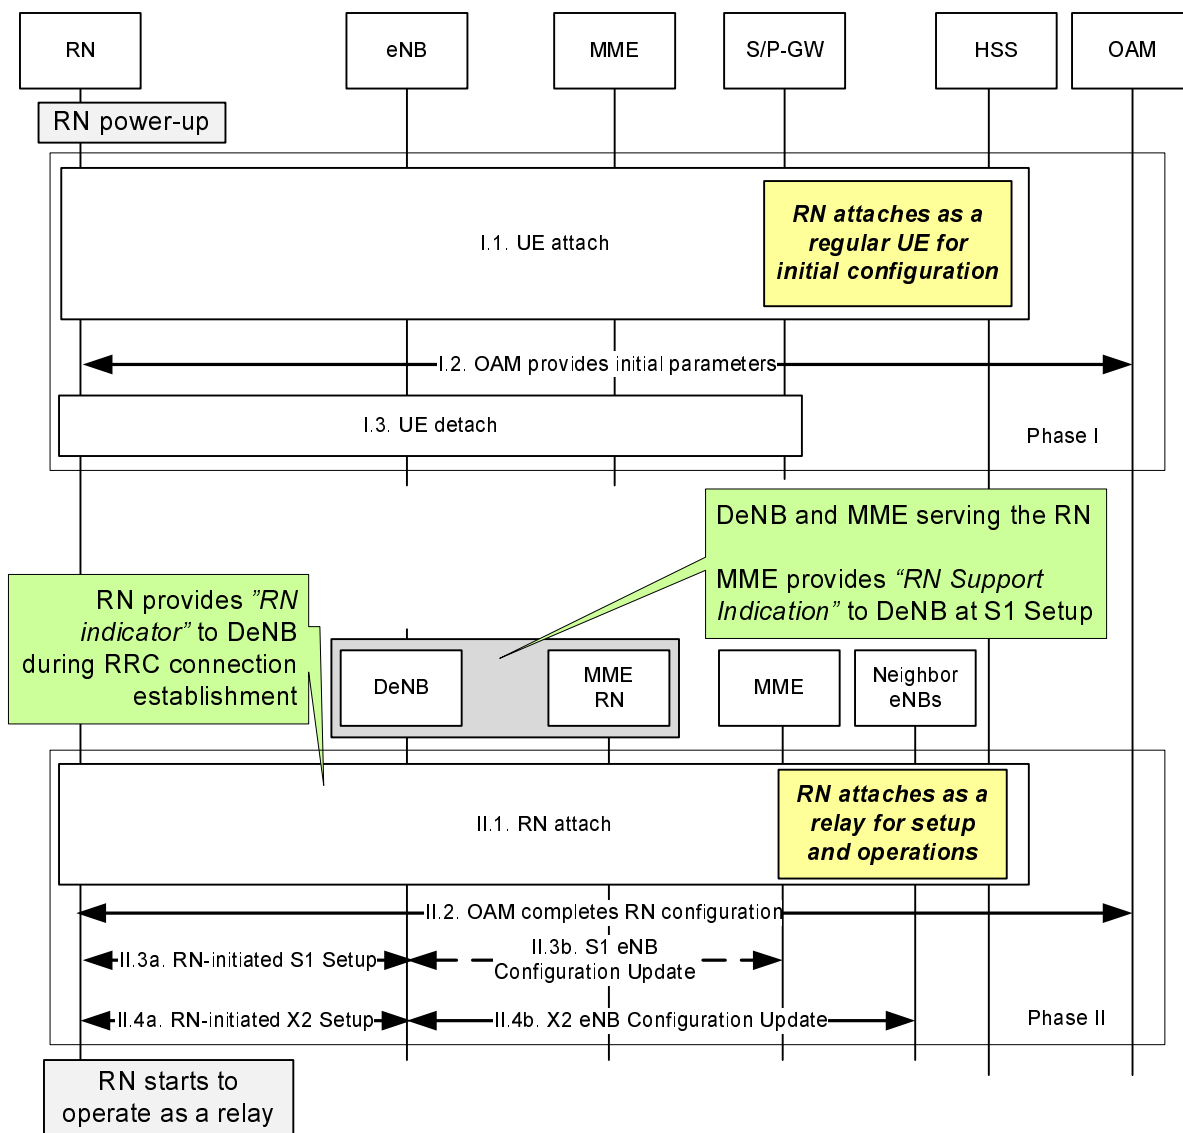 RN
eNB
MME
S/P-GW
HSS
OAM
RN power-up
RN attaches as a
regular UE for
initial configuration
I.1. UE attach
I.2. OAM provides initial parameters
I.3. UE detach
Phase I
DeNB and MME serving the RN
MME provides “RN Support
Indication” to DeNB at S1 Setup
RN provides ”RN
indicator” to DeNB
during RRC connection
establishment
DeNB
MME
RN
MME
Neighbor
eNBs
RN attaches as a
relay for setup
and operations
II.1. RN attach
II.2. OAM completes RN configuration
II.3a. RN-initiated S1 Setup
II.3b. S1 eNB
Configuration Update
II.4a. RN-initiated X2 Setup
II.4b. X2 eNB Configuration Update
Phase II
RN starts to
operate as a relay